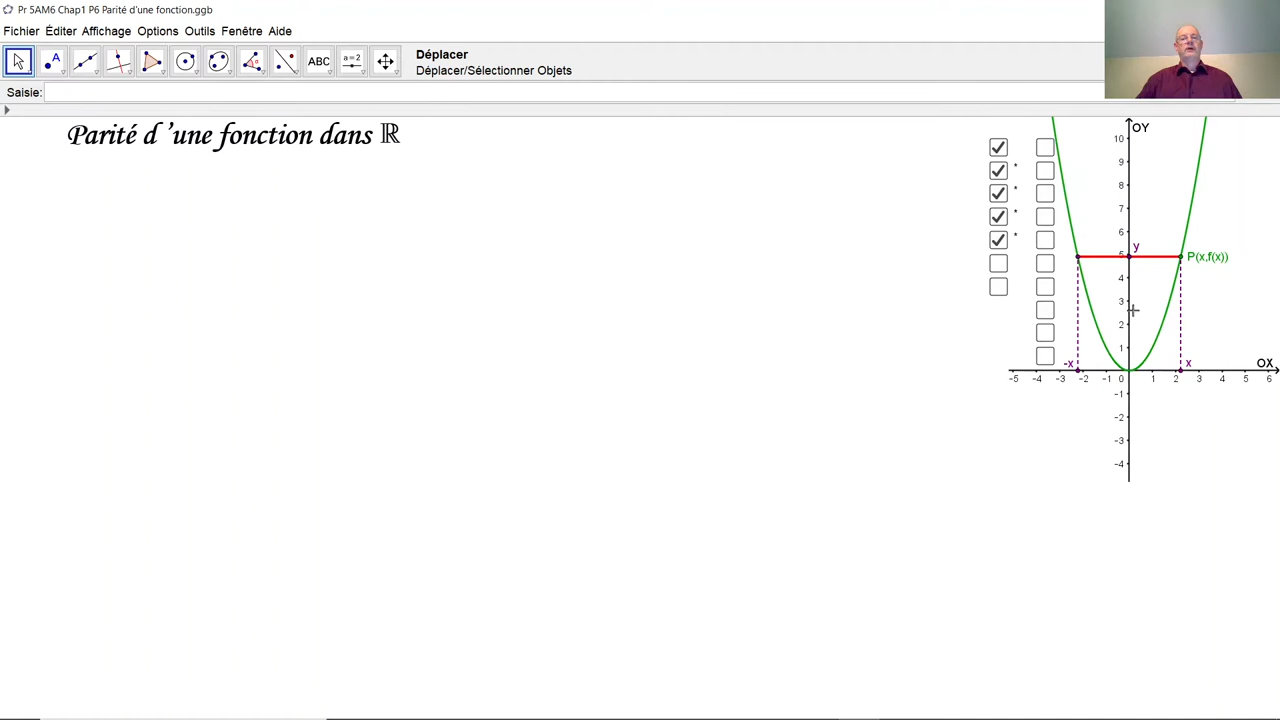 Pr 5AM6 Chap1 P6 Parité d'une fonction.ggb
Fichier Éditer Affichage Options Outils Fenêtre Aide
A
ABC
a=2
Déplacer
Déplacer/Sélectionner Objets
Saisie:
Parité d 'une fonction dans ℝ
OY
10
9
8
7
6
y
5
P(x,f(x))
4
3
2
1
-x
x
OX
-5 -4 -3 -2 -1 0 1 2 3 4 5 6
-1
-2
-3
-4